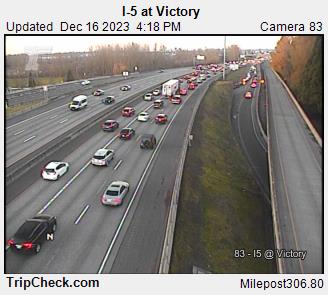 I-5 at Victory
Updated Dec 16 2023 4:18 PM Camera 83
83 - I5 @ Victory
TripCheck.com Milepost306.80